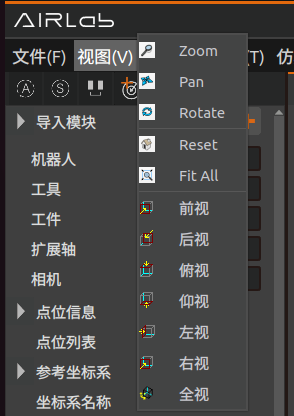 AIRLab
文件(F) 视图(V) (T) 仿
Zoom
Pan
Rotate
Reset
Fit All
前视
后视
俯视
仰视
左视
右视
全视
A S
导入模块
机器人
工具
工件
扩展轴
相机
点位信息
点位列表
参考坐标系
坐标系名称